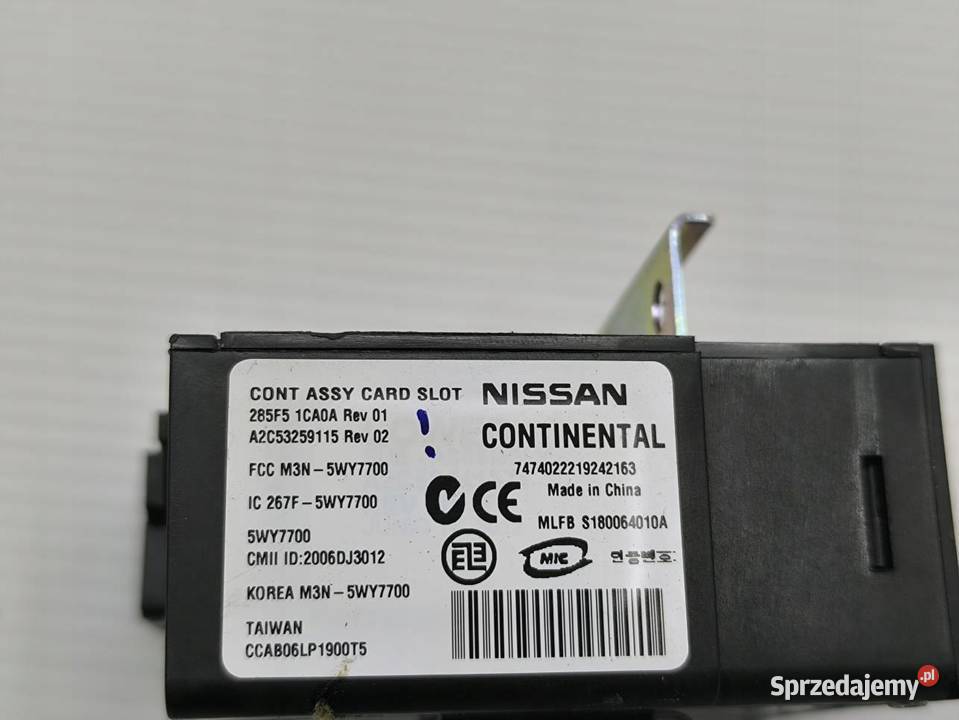 CONT ASSY CARD SLOT
285F5 1CA0A Rev 01
A2C53259115 Rev 02
FCC M3N-5WY7700
IC 267F-5WY7700
5WY7700
CMII ID:2006DJ3012
KOREA M3N-5WY7700
TAIWAN
CCAB06LP1900T5
NISSAN
CONTINENTAL
7474022219242163
Made in China
MLFB S180064010A
CE
MIC
Sprzedajemy.pl